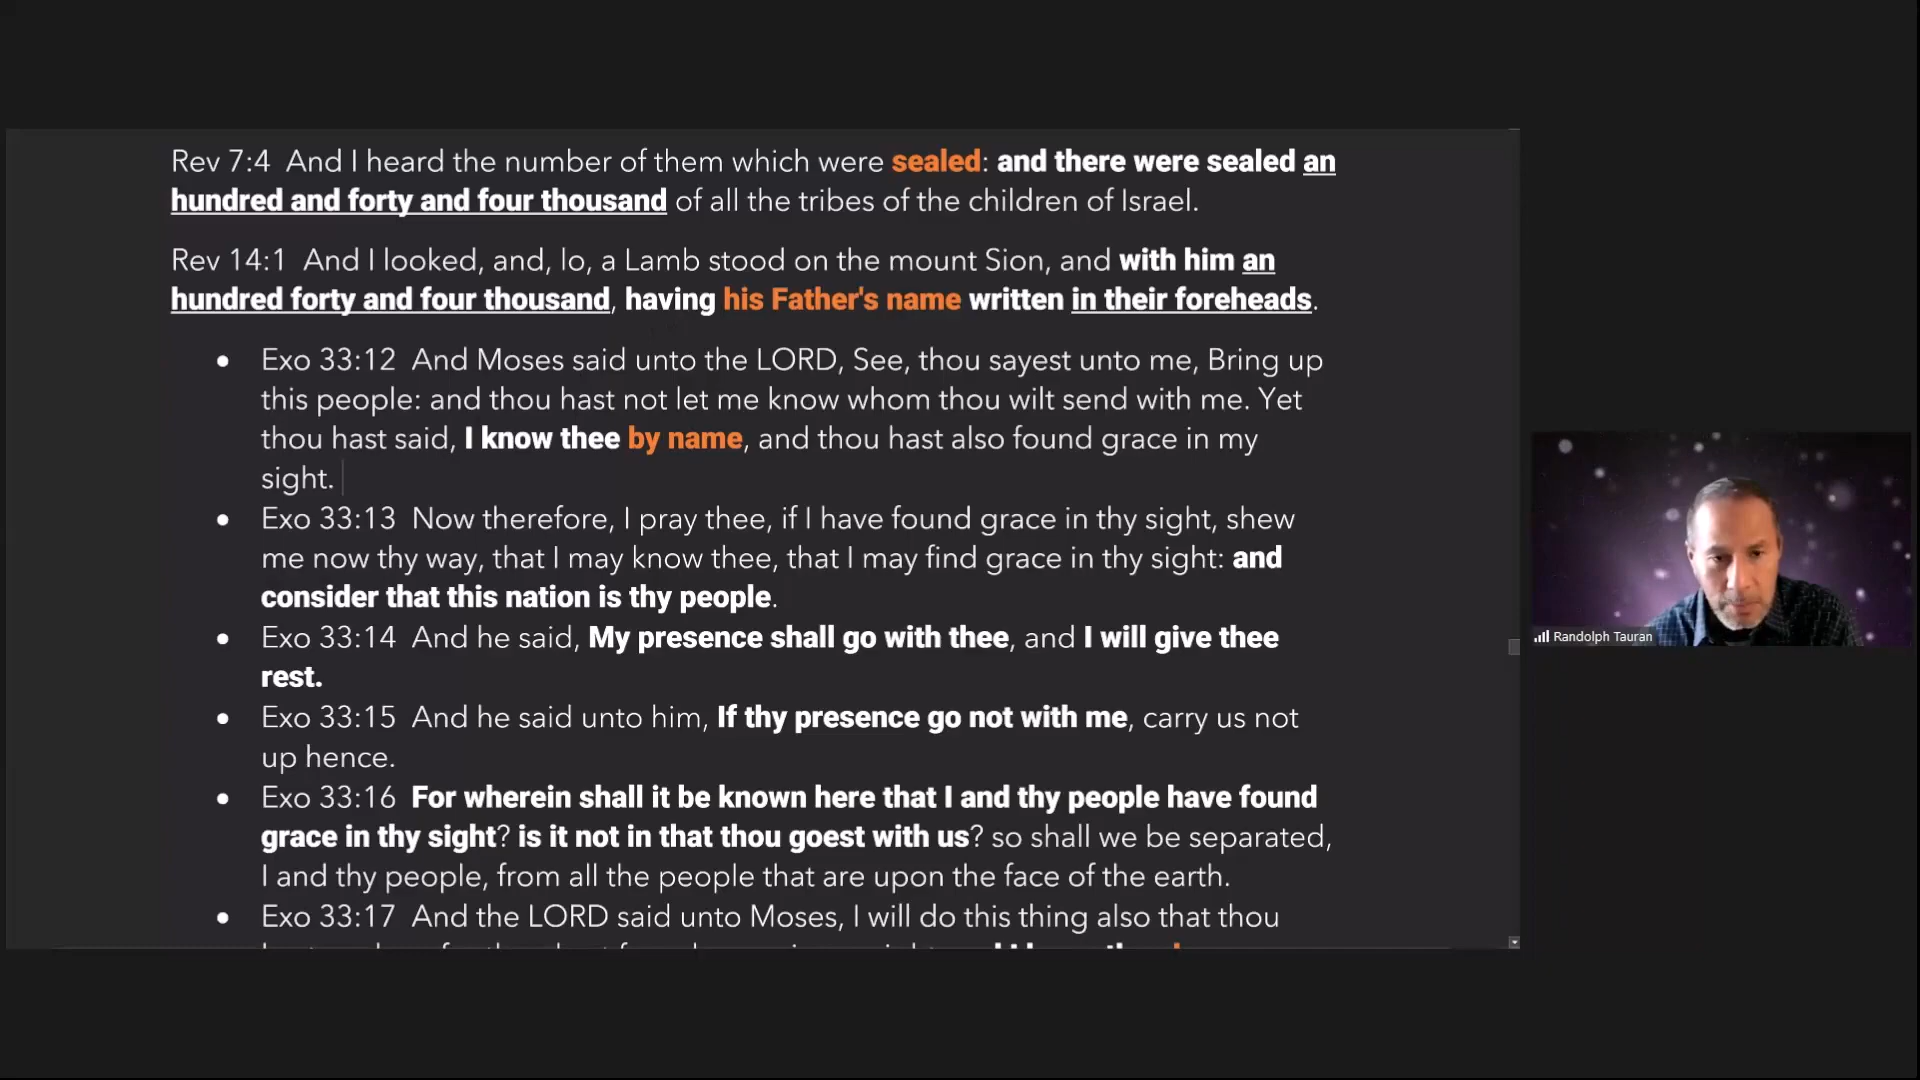 Rev 7:4  And I heard the number of them which were sealed: and there were sealed an
hundred and forty and four thousand of all the tribes of the children of Israel.
Rev 14:1  And I looked, and, lo, a Lamb stood on the mount Sion, and with him an
hundred forty and four thousand, having his Father's name written in their foreheads.
• Exo 33:12  And Moses said unto the LORD, See, thou sayest unto me, Bring up
this people: and thou hast not let me know whom thou wilt send with me. Yet
thou hast said, I know thee by name, and thou hast also found grace in my
sight.
• Exo 33:13  Now therefore, I pray thee, if I have found grace in thy sight, shew
me now thy way, that I may know thee, that I may find grace in thy sight: and
consider that this nation is thy people.
• Exo 33:14  And he said, My presence shall go with thee, and I will give thee
rest.
• Exo 33:15  And he said unto him, If thy presence go not with me, carry us not
up hence.
• Exo 33:16  For wherein shall it be known here that I and thy people have found
grace in thy sight? is it not in that thou goest with us? so shall we be separated,
I and thy people, from all the people that are upon the face of the earth.
• Exo 33:17  And the LORD said unto Moses, I will do this thing also that thou
Randolph Tauran